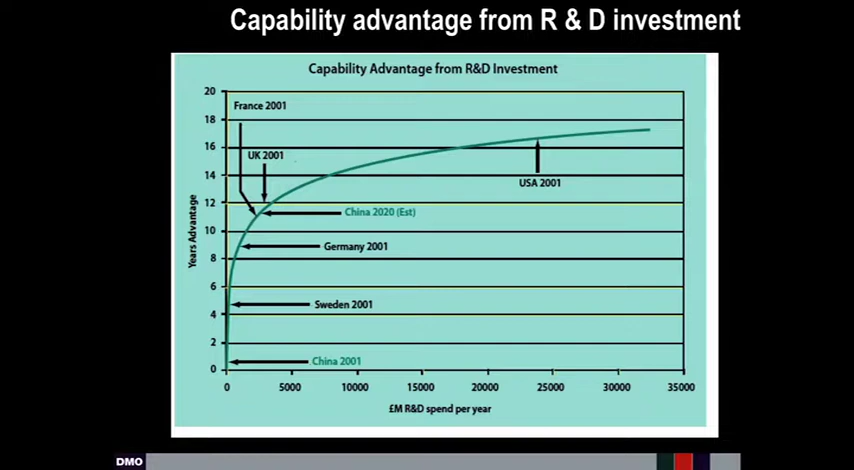 Capability advantage from R & D investment
Capability Advantage from R&D Investment
20
18
16
14
12
10
8
6
4
2
0
Years Advantage
France 2001
UK 2001
USA 2001
China 2020 (Est)
Germany 2001
Sweden 2001
China 2001
0 5000 10000 15000 20000 25000 30000 35000
£M R&D spend per year
DMO